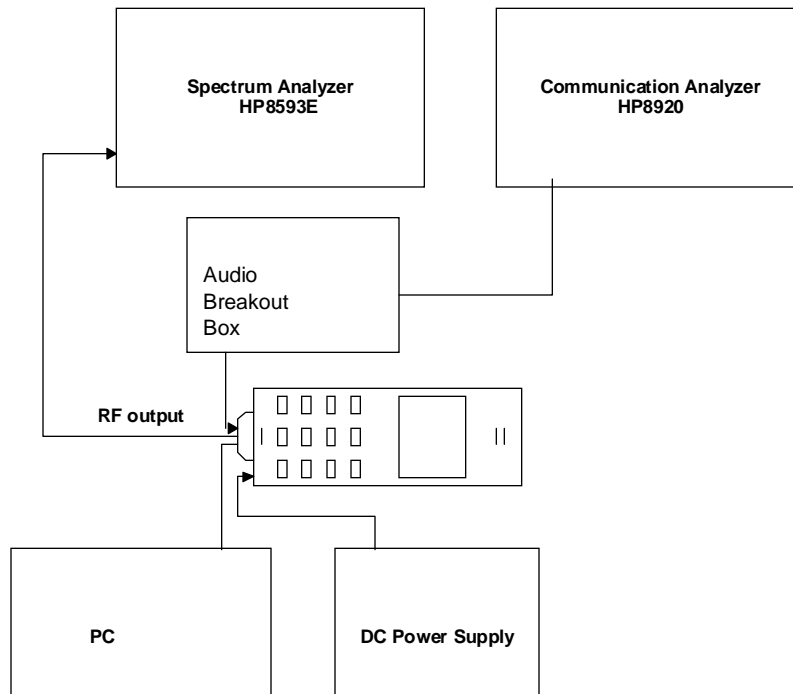 Spectrum Analyzer
HP8593E
Communication Analyzer
HP8920
Audio
Breakout
Box
RF output
PC
DC Power Supply